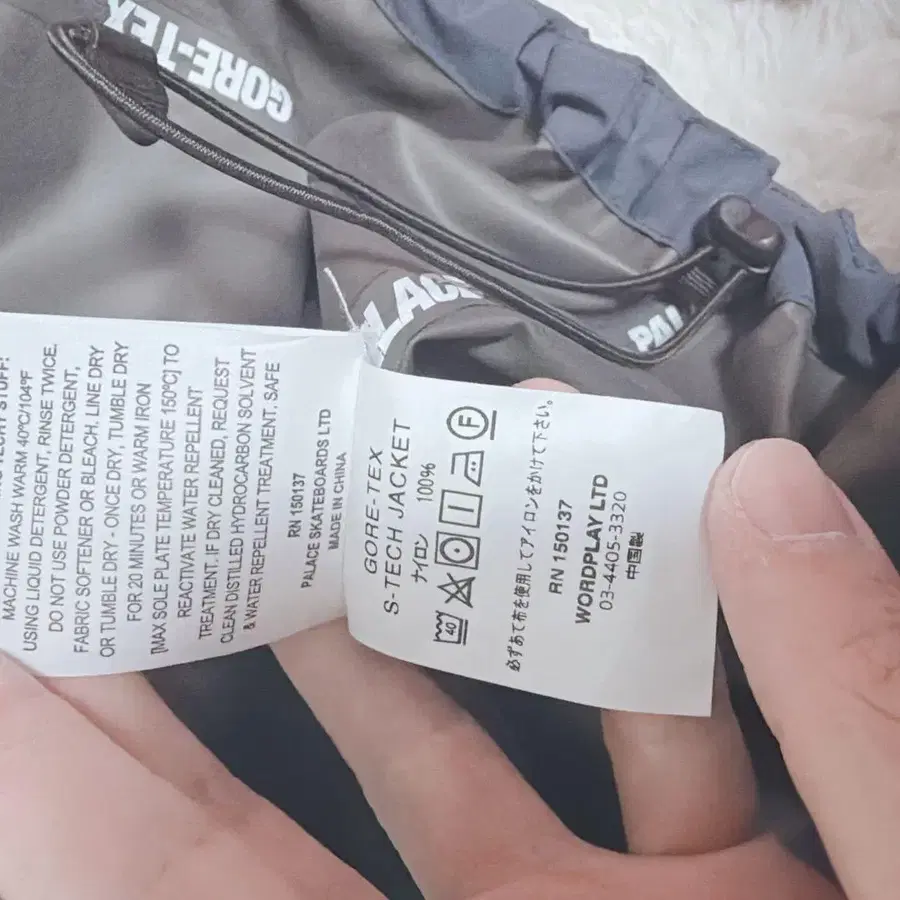 GORE-TEX
PALACE
PAL
TECHY STUFF!
MACHINE WASH WARM 40ºC/104ºF
USING LIQUID DETERGENT, RINSE TWICE.
DO NOT USE POWDER DETERGENT,
FABRIC SOFTENER OR BLEACH, LINE DRY
OR TUMBLE DRY - ONCE DRY, TUMBLE DRY
FOR 20 MINUTES OR WARM IRON
[MAX SOLE PLATE TEMPERATURE 150ºC] TO
REACTIVATE WATER REPELLENT
TREATMENT. IF DRY CLEANED, REQUEST
CLEAN DISTILLED HYDROCARBON SOLVENT
& WATER REPELLENT TREATMENT. SAFE
RN 150137
PALACE SKATEBOARDS LTD
MADE IN CHINA
GORE-TEX
S-TECH JACKET
ナイロン 100%
40 F
必ずあて布を使用してアイロンをかけて下さい。
RN 150137
WORDPLAY LTD
03-4405-3320
中国製